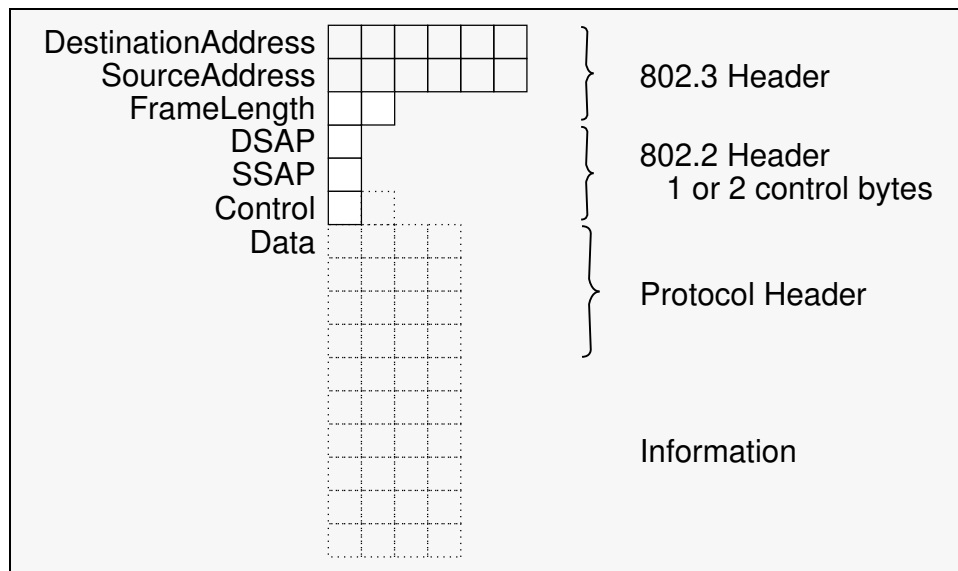 DestinationAddress
SourceAddress
802.3 Header
FrameLength
DSAP
802.2 Header
SSAP
1 or 2 control bytes
Control
Data
Protocol Header
Information